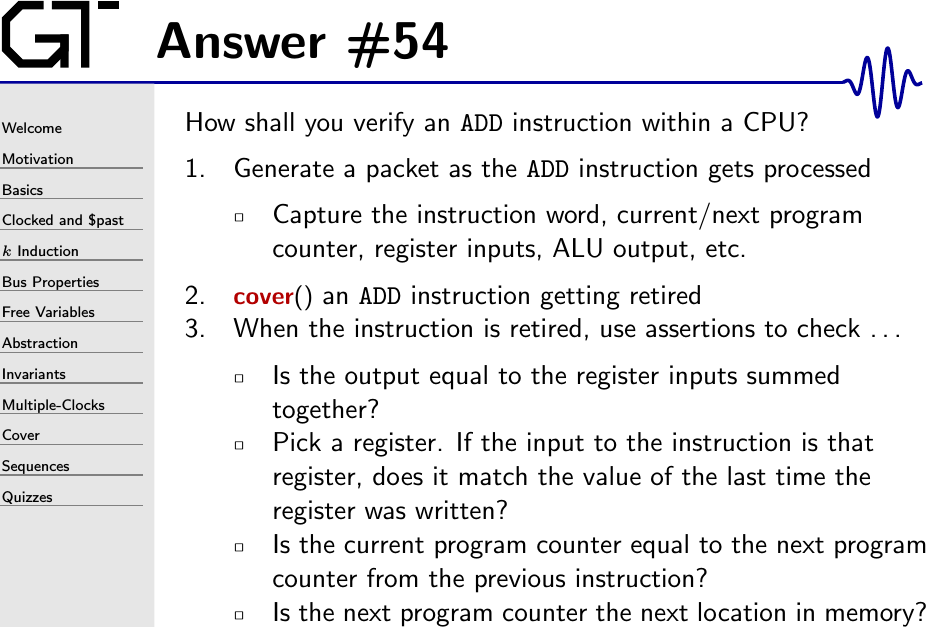 GT
Answer #54
Welcome
Motivation
Basics
Clocked and $past
k Induction
Bus Properties
Free Variables
Abstraction
Invariants
Multiple-Clocks
Cover
Sequences
Quizzes
How shall you verify an ADD instruction within a CPU?
1. Generate a packet as the ADD instruction gets processed
▫ Capture the instruction word, current/next program
counter, register inputs, ALU output, etc.
2. cover() an ADD instruction getting retired
3. When the instruction is retired, use assertions to check ...
▫ Is the output equal to the register inputs summed
together?
▫ Pick a register. If the input to the instruction is that
register, does it match the value of the last time the
register was written?
▫ Is the current program counter equal to the next program
counter from the previous instruction?
▫ Is the next program counter the next location in memory?